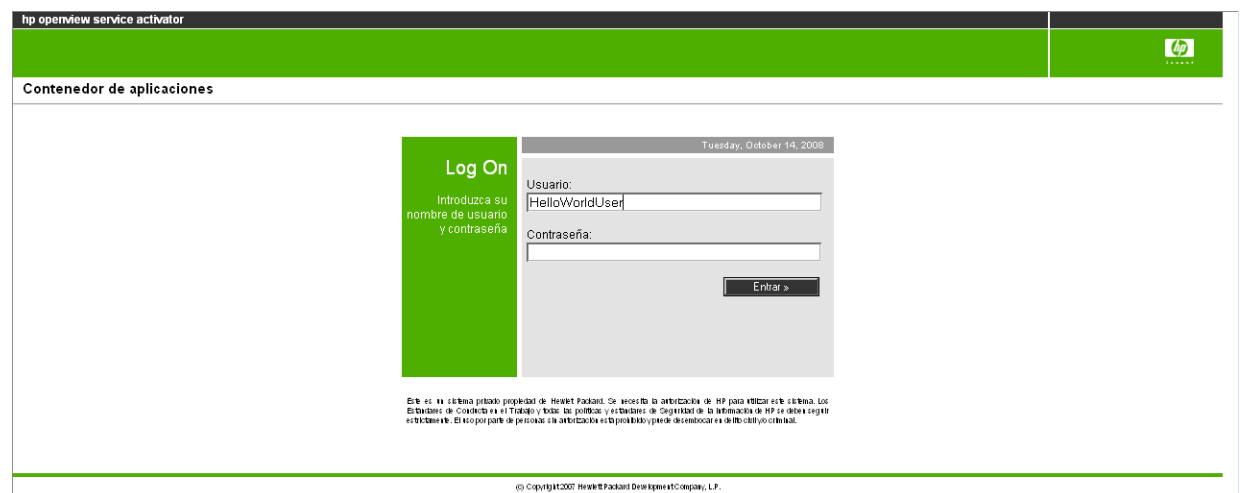 hp openview service activator
hp
invent
Contenedor de aplicaciones
Tuesday, October 14, 2008
Log On
Introduzca su
nombre de usuario
y contraseña
Usuario:
HelloWorldUser
Contraseña:
Entrar »
Este es un sistema privado propiedad de Hewlet Packard. Se necesita la autorización de HP para utilizar este sistema. Los
Estándares de Conducta en el Trabajo y todas las políticas y estándares de Seguridad de la Información de HP se deben seguir
estrictamente. El uso por parte de personas sin autorización está prohibido y puede desembocar en delito civil y/o criminal.
(c) Copyright 2007 Hewlett Packard Development Company, L.P.